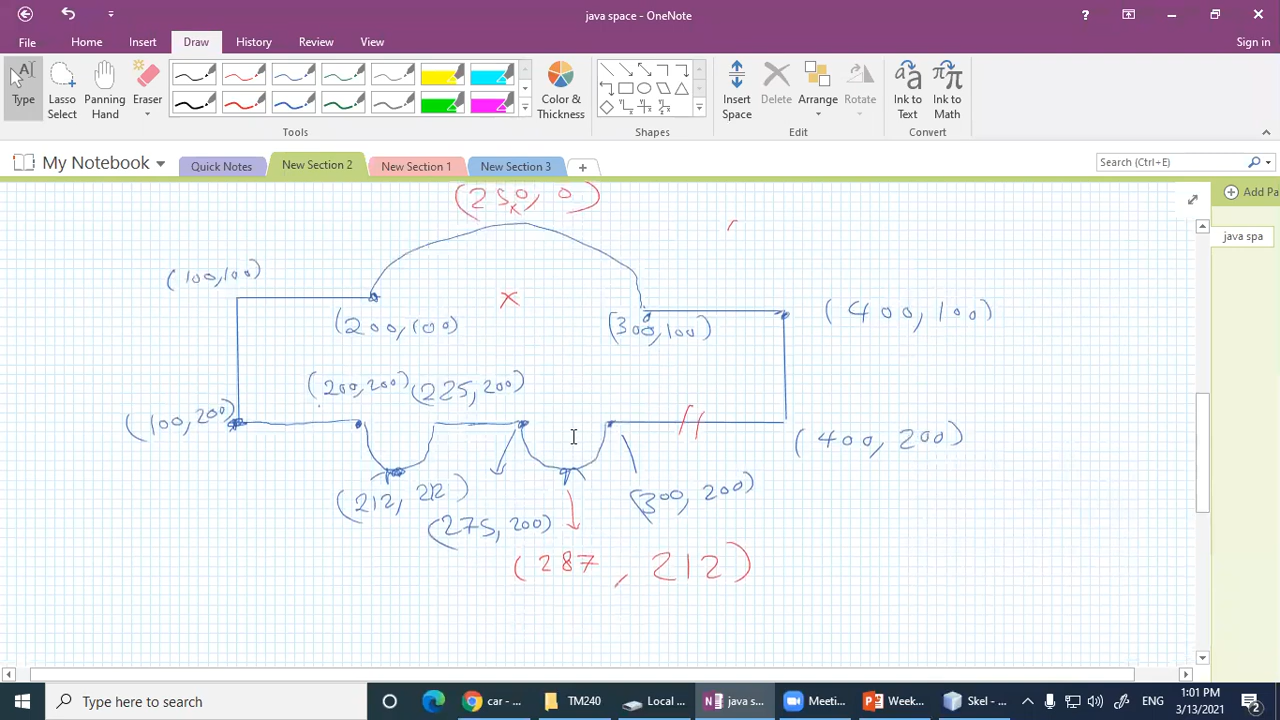 java space - OneNote
Sign in
File Home Insert Draw History Review View
Type Lasso Select Panning Hand Eraser Color & Thickness Insert Space Delete Arrange Rotate Ink to Text Ink to Math
Tools Shapes Edit Convert
My Notebook Quick Notes New Section 2 New Section 1 New Section 3 Search (Ctrl+E)
Add Pa
java spa
(250, 0)
x
(100,100)
x
(200,100)
(300,100)
(400, 100)
(200,200) (225,200)
(100,200)
(400, 200)
(212, 212)
(300, 200)
(275, 200)
(287, 212)
Type here to search
car - ... TM240 Local ... java s... Meeti... Week... Skel - ... ENG 1:01 PM
3/13/2021
2